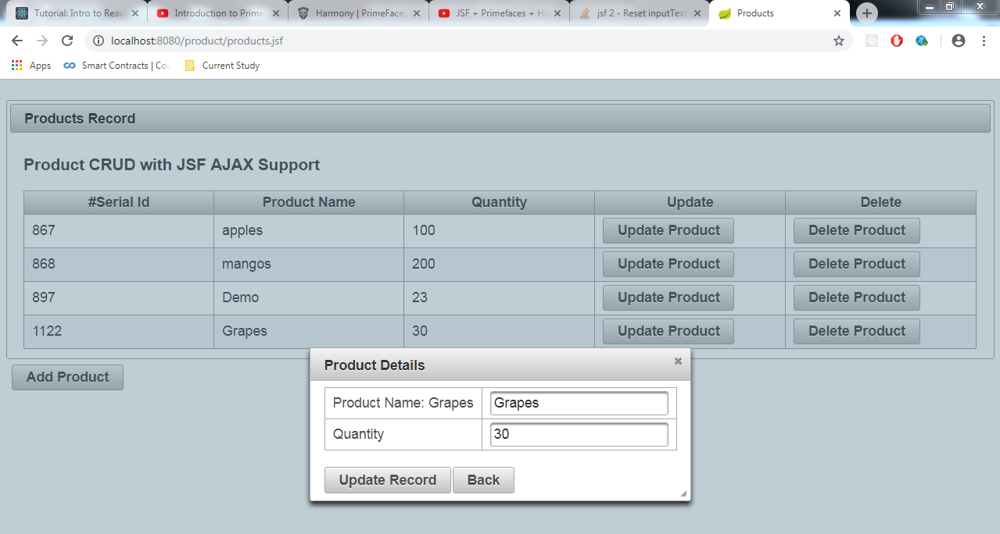 Tutorial: Intro to Reac
Introduction to Prime
Harmony | PrimeFace
JSF + Primefaces + Hi
jsf 2 - Reset inputText
Products
localhost:8080/product/products.jsf
Apps
Smart Contracts | Cou
Current Study
Products Record
Product CRUD with JSF AJAX Support
#Serial Id Product Name Quantity Update Delete
867 apples 100 Update Product Delete Product
868 mangos 200 Update Product Delete Product
897 Demo 23 Update Product Delete Product
1122 Grapes 30 Update Product Delete Product
Add Product
Product Details
Product Name: Grapes Grapes
Quantity 30
Update Record Back